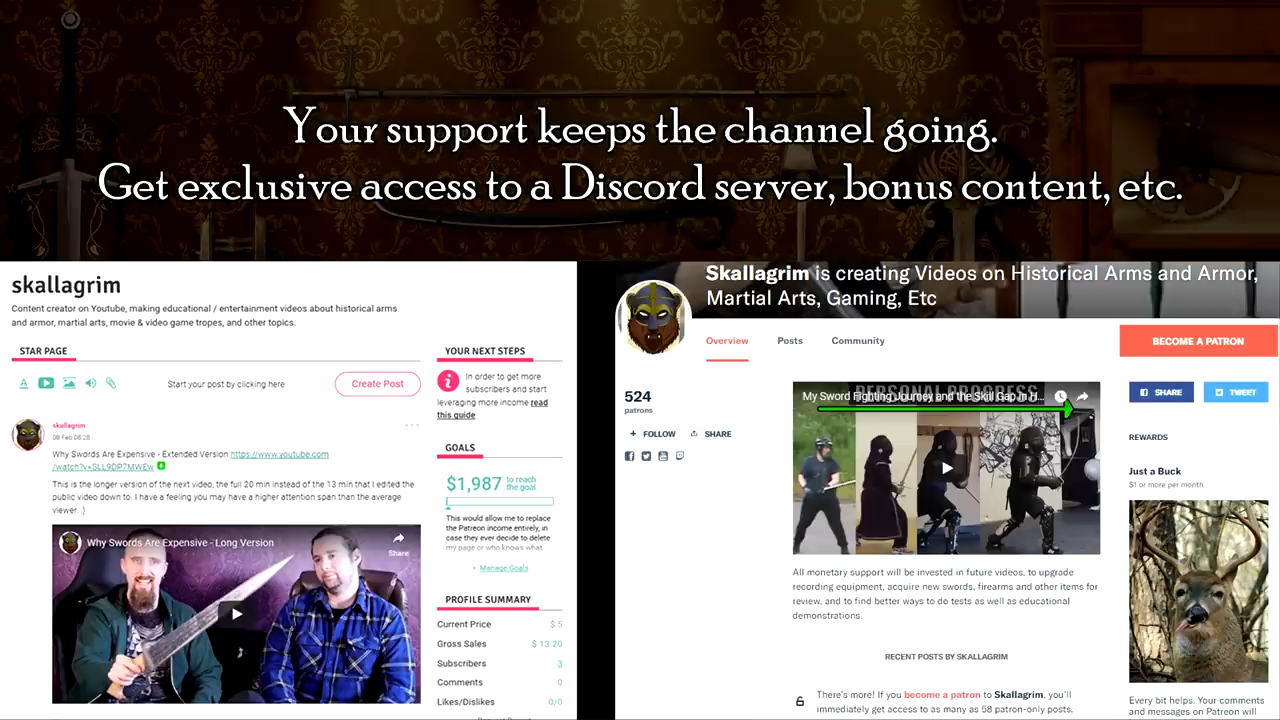 Your support keeps the channel going.
Get exclusive access to a Discord server, bonus content, etc.
skallagrim
Content creator on Youtube, making educational / entertainment videos about historical arms
and armor, martial arts, movie & video game tropes, and other topics.
STAR PAGE
Start your post by clicking here
Create Post
skallagrim
08 Feb 08:28
Why Swords Are Expensive - Extended Version https://www.youtube.com
/watch?v=SLL9DP7MWEw
This is the longer version of the next video, the full 20 min instead of the 13 min that I edited the
public video down to. I have a feeling you may have a higher attention span than the average
viewer. :)
Why Swords Are Expensive - Long Version
Share
YOUR NEXT STEPS
In order to get more
subscribers and start
leveraging more income read
this guide
GOALS
$1,987 to reach
the goal
This would allow me to replace
the Patreon income entirely, in
case they ever decide to delete
my page or who knows what.
Manage Goals
PROFILE SUMMARY
Current Price $ 5
Gross Sales $ 13.20
Subscribers 3
Comments 0
Likes/Dislikes 0/0
Skallagrim is creating Videos on Historical Arms and Armor,
Martial Arts, Gaming, Etc
Overview Posts Community
BECOME A PATRON
524
patrons
FOLLOW SHARE
PERSONAL PROGRESS
My Sword Fighting Journey and the Skill Gap in H...
All monetary support will be invested in future videos, to upgrade
recording equipment, acquire new swords, firearms and other items for
review, and to find better ways to do tests as well as educational
demonstrations.
RECENT POSTS BY SKALLAGRIM
There's more! If you become a patron to Skallagrim, you'll
immediately get access to as many as 58 patron-only posts.
SHARE TWEET
REWARDS
Just a Buck
$1 or more per month
Every bit helps. Your comments
and messages on Patreon will